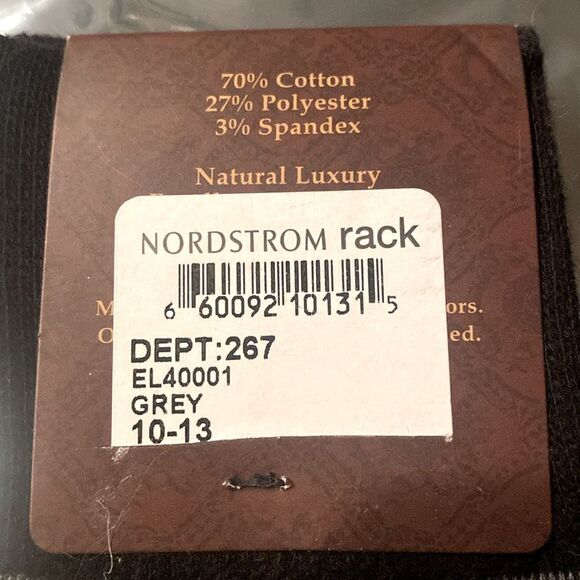 70% Cotton
27% Polyester
3% Spandex
Natural Luxury
NORDSTROM rack
6 60092 10131 5
DEPT:267
EL40001
GREY
10-13